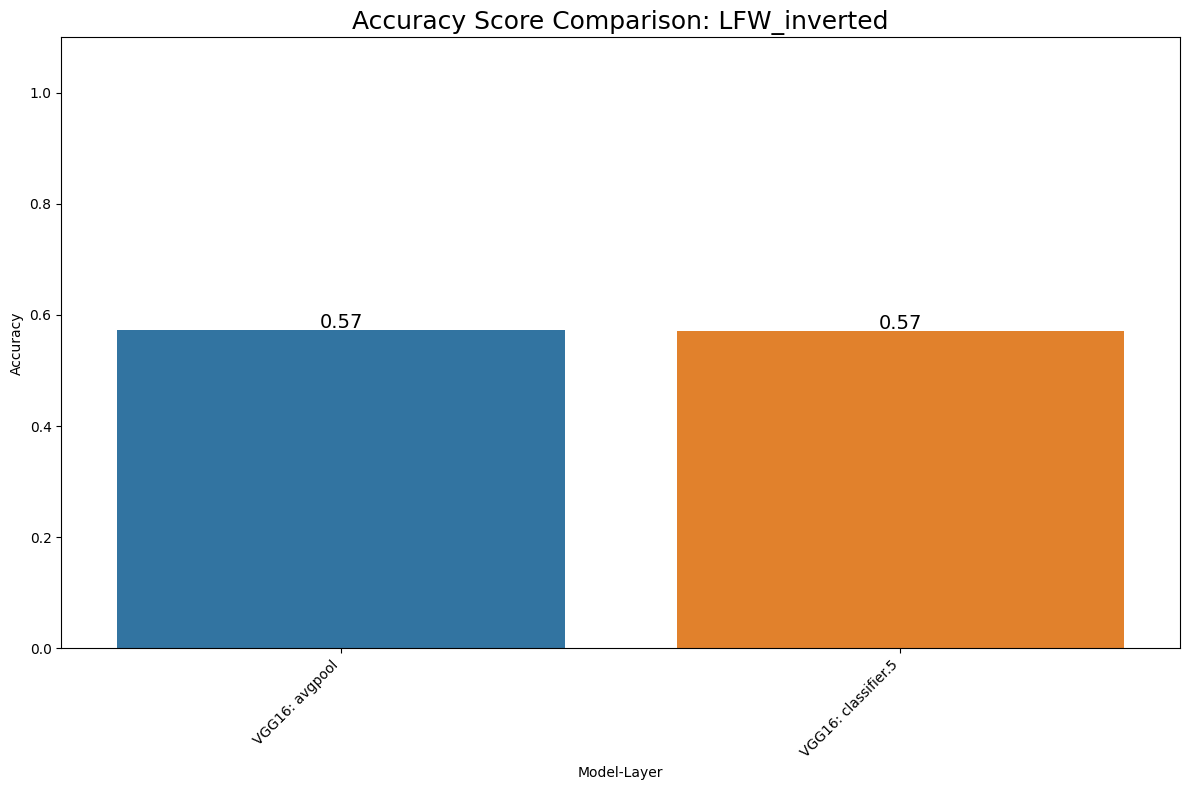 Accuracy Score Comparison: LFW_inverted
1.0
0.8
0.6
0.4
0.2
0.0
Accuracy
0.57
0.57
VGG16: avgpool
VGG16: classifier.5
Model-Layer